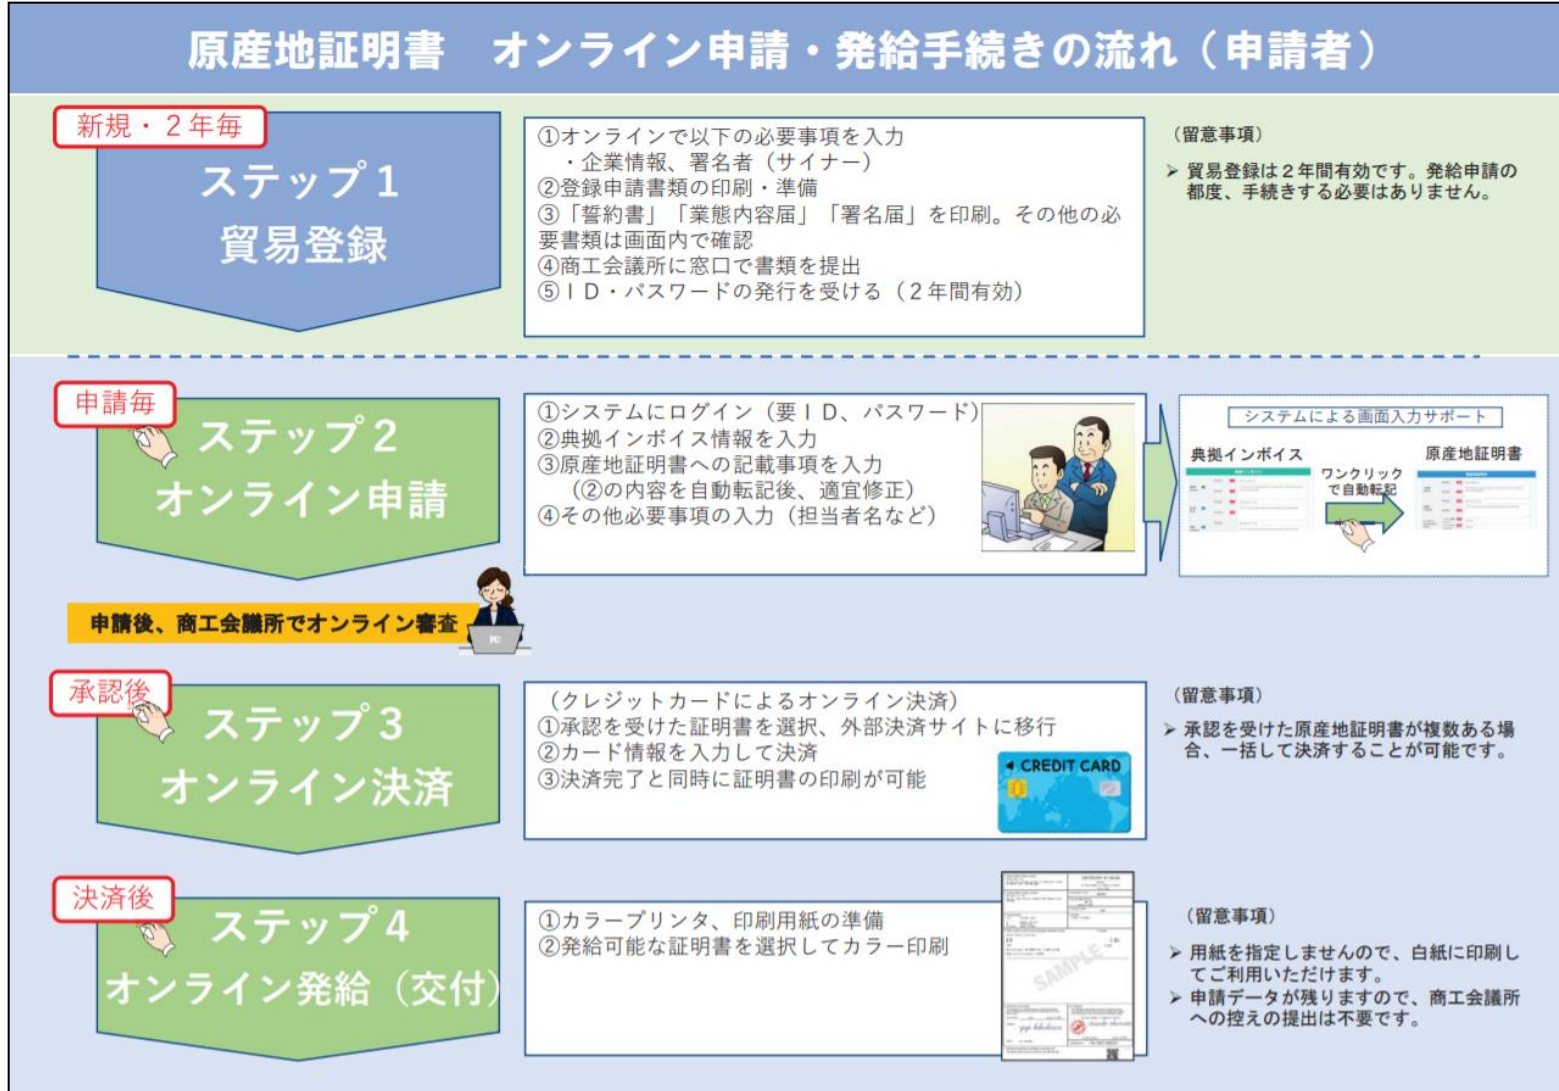 原産地証明書　オンライン申請・発給手続きの流れ（申請者）
新規・２年毎
ステップ１
貿易登録
①オンラインで以下の必要事項を入力
・企業情報、署名者（サイナー）
②登録申請書類の印刷・準備
③「誓約書」「業態内容届」「署名届」を印刷。その他の必
要書類は画面内で確認
④商工会議所に窓口で書類を提出
⑤ＩＤ・パスワードの発行を受ける（２年間有効）
（留意事項）
➢ 貿易登録は２年間有効です。発給申請の
都度、手続きする必要はありません。
申請毎
ステップ２
オンライン申請
①システムにログイン（要ＩＤ、パスワード）
②典拠インボイス情報を入力
③原産地証明書への記載事項を入力
（②の内容を自動転記後、適宜修正）
④その他必要事項の入力（担当者名など）
システムによる画面入力サポート
典拠インボイス
原産地証明書
ワンクリック
で自動転記
申請後、商工会議所でオンライン審査
PC
承認後
ステップ３
オンライン決済
（クレジットカードによるオンライン決済）
①承認を受けた証明書を選択、外部決済サイトに移行
②カード情報を入力して決済
③決済完了と同時に証明書の印刷が可能
CREDIT CARD
（留意事項）
➢ 承認を受けた原産地証明書が複数ある場
合、一括して決済することが可能です。
決済後
ステップ４
オンライン発給（交付）
①カラープリンタ、印刷用紙の準備
②発給可能な証明書を選択してカラー印刷
SAMPLE
（留意事項）
➢ 用紙を指定しませんので、白紙に印刷し
てご利用いただけます。
➢ 申請データが残りますので、商工会議所
への控えの提出は不要です。